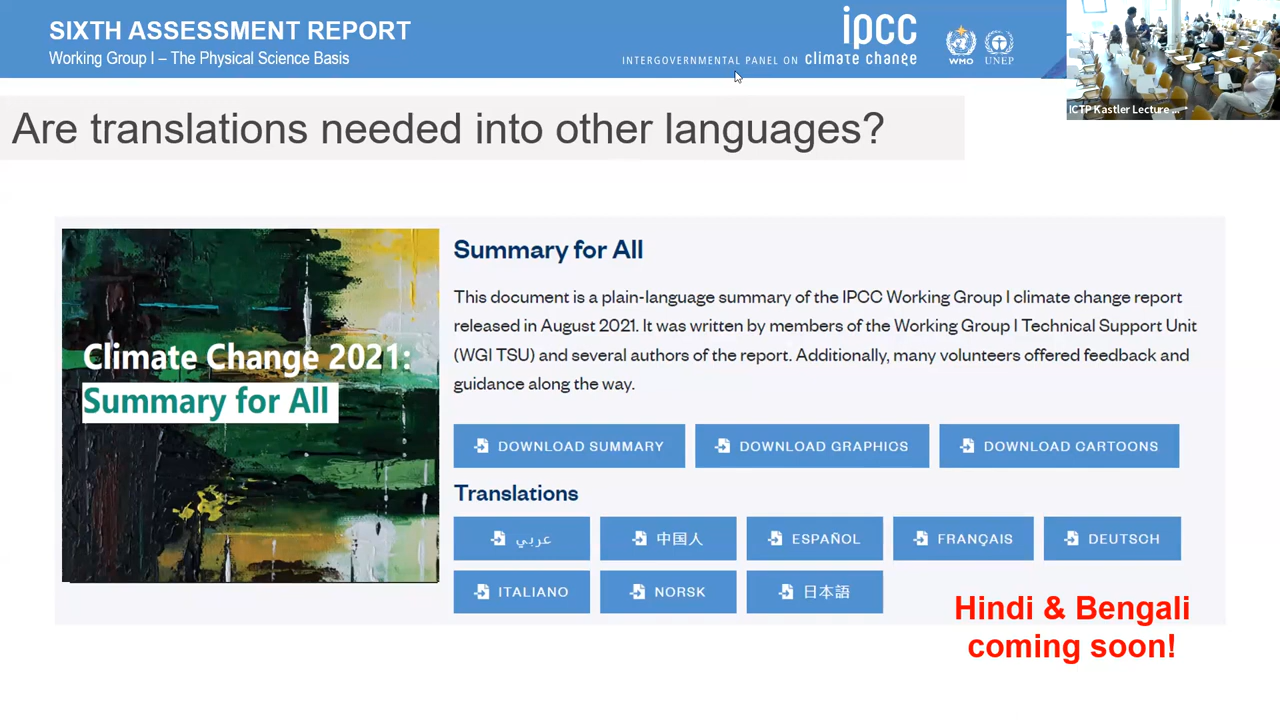 SIXTH ASSESSMENT REPORT
Working Group I – The Physical Science Basis
ipcc
INTERGOVERNMENTAL PANEL ON climate change
WMO
UNEP
ICTP Kastler Lecture ...
Are translations needed into other languages?
Climate Change 2021:
Summary for All
Summary for All
This document is a plain-language summary of the IPCC Working Group I climate change report
released in August 2021. It was written by members of the Working Group I Technical Support Unit
(WGI TSU) and several authors of the report. Additionally, many volunteers offered feedback and
guidance along the way.
DOWNLOAD SUMMARY
DOWNLOAD GRAPHICS
DOWNLOAD CARTOONS
Translations
عربي
中国人
ESPAÑOL
FRANÇAIS
DEUTSCH
ITALIANO
NORSK
日本語
Hindi & Bengali
coming soon!